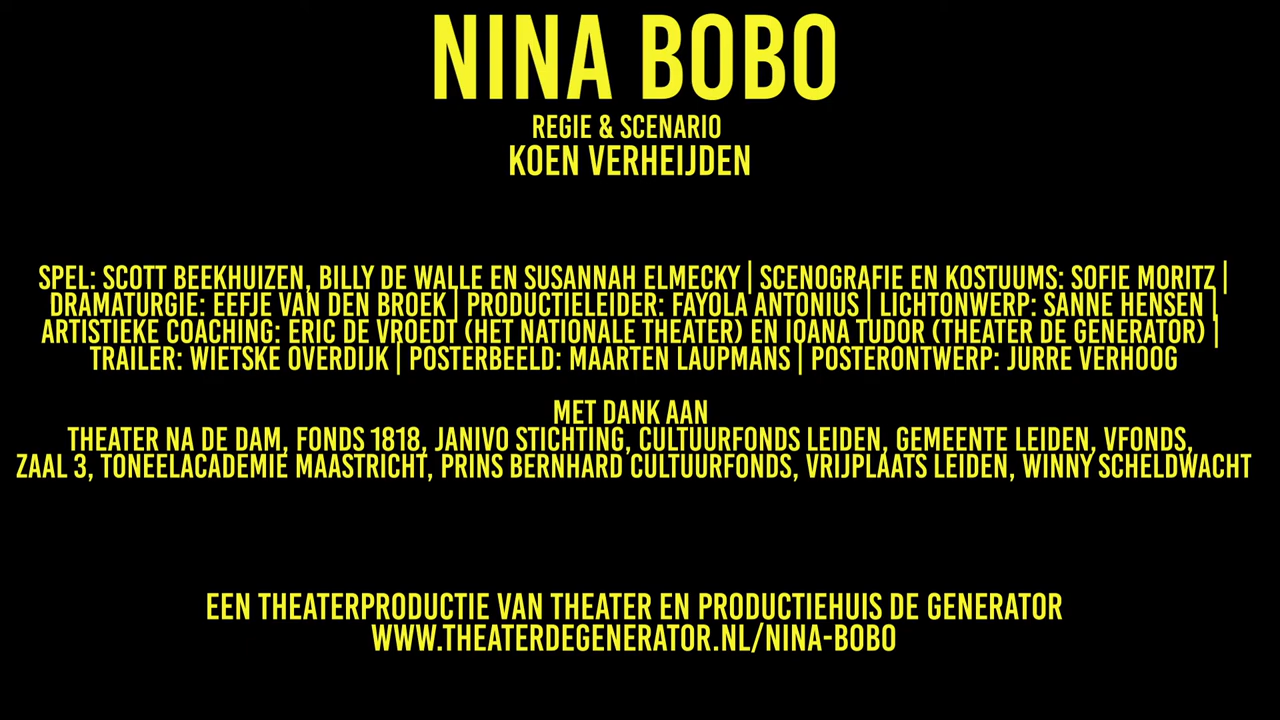 NINA BOBO
REGIE & SCENARIO
KOEN VERHEIJDEN
SPEL: SCOTT BEEKHUIZEN, BILLY DE WALLE EN SUSANNAH ELMECKY | SCENOGRAFIE EN KOSTUUMS: SOFIE MORITZ |
DRAMATURGIE: EEFJE VAN DEN BROEK | PRODUCTIELEIDER: FAYOLA ANTONIUS | LICHTONWERP: SANNE HENSEN |
ARTISTIEKE COACHING: ERIC DE VROEDT (HET NATIONALE THEATER) EN IOANA TUDOR (THEATER DE GENERATOR) |
TRAILER: WIETSKE OVERDIJK | POSTERBEELD: MAARTEN LAUPMANS | POSTERONTWERP: JURRE VERHOOG
MET DANK AAN
THEATER NA DE DAM, FONDS 1818, JANIVO STICHTING, CULTUURFONDS LEIDEN, GEMEENTE LEIDEN, VFONDS,
ZAAL 3, TONEELACADEMIE MAASTRICHT, PRINS BERNHARD CULTUURFONDS, VRIJPLAATS LEIDEN, WINNY SCHELDWACHT
EEN THEATERPRODUCTIE VAN THEATER EN PRODUCTIEHUIS DE GENERATOR
WWW.THEATERDEGENERATOR.NL/NINA-BOBO